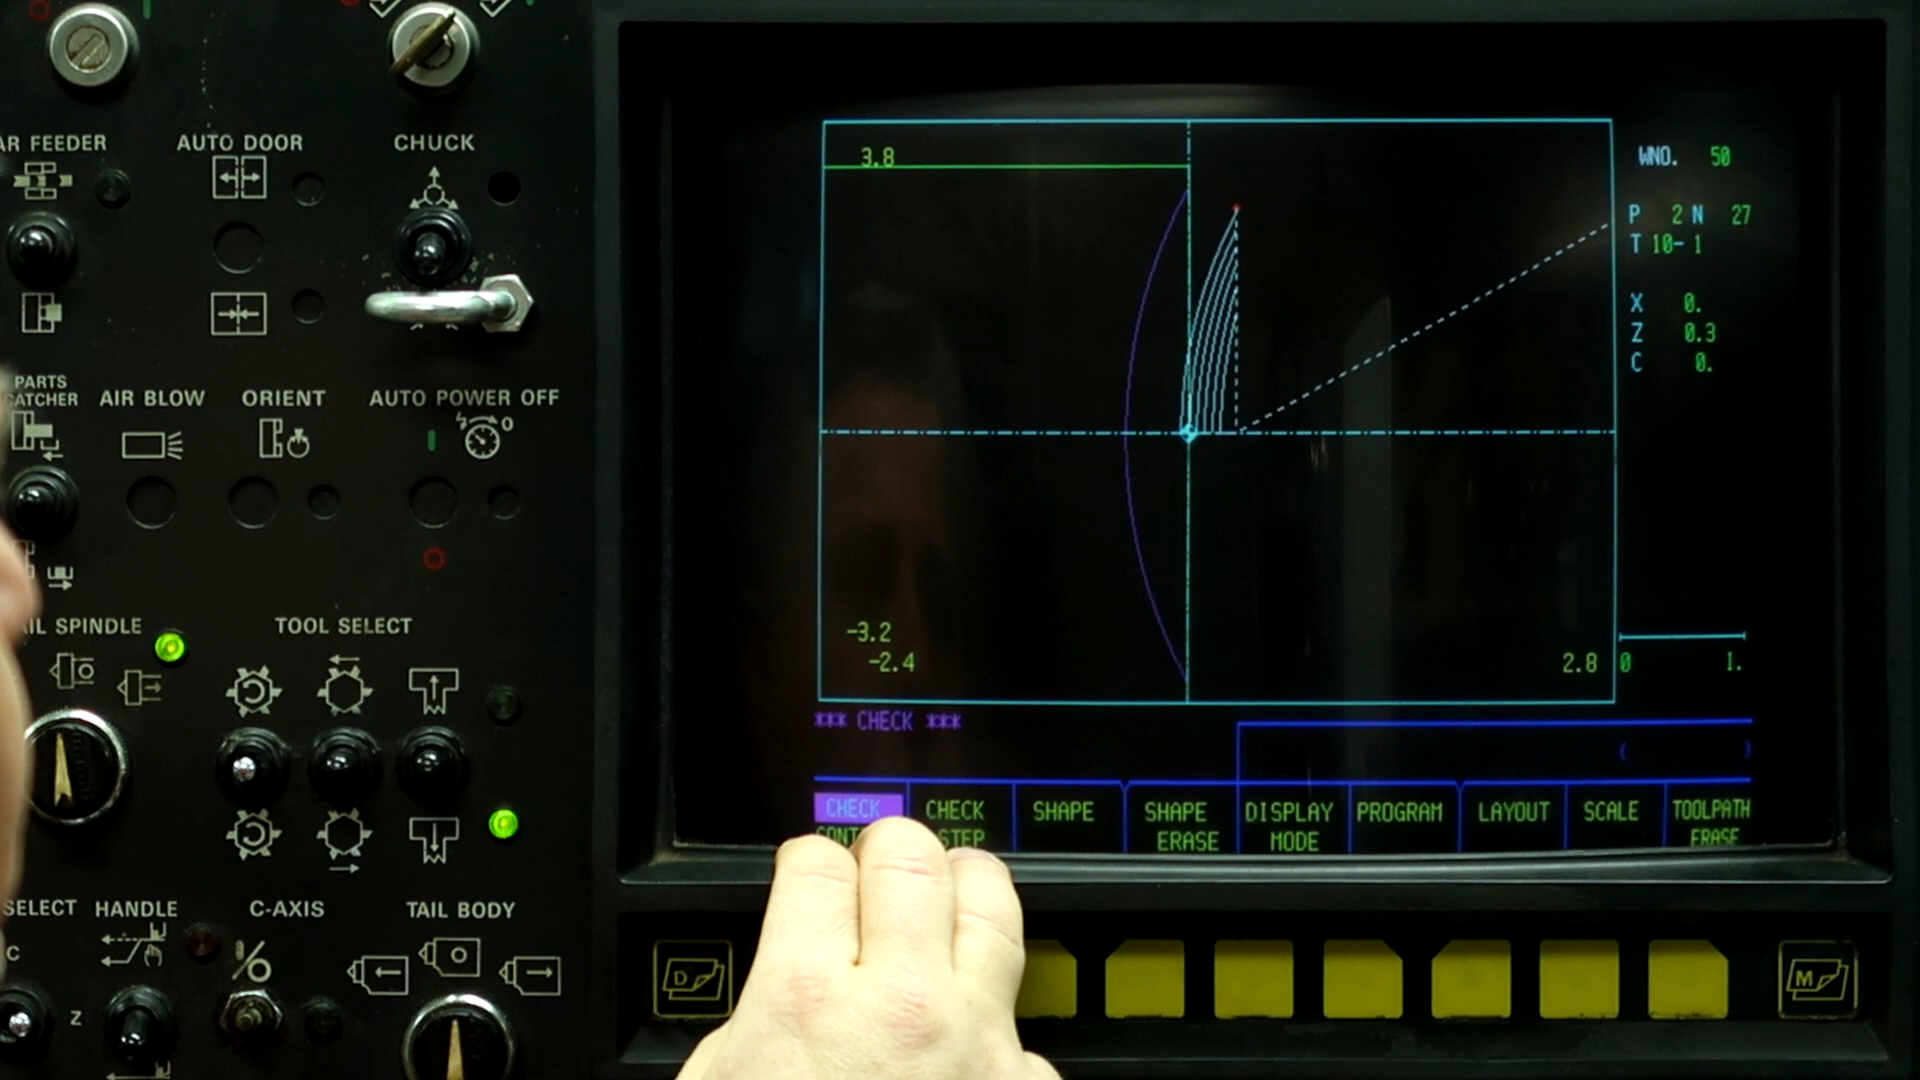 AR FEEDER
AUTO DOOR
CHUCK
PARTS
CATCHER
AIR BLOW
ORIENT
AUTO POWER OFF
IL SPINDLE
TOOL SELECT
SELECT
HANDLE
C-AXIS
TAIL BODY
C
Z
3.8
-3.2
-2.4
2.8
WNO. 50
P 2 N 27
T 10- 1
X 0.
Z 0.3
C 0.
0 1.
*** CHECK ***
( )
CHECK
CHECK
STEP
SHAPE
SHAPE
ERASE
DISPLAY
MODE
PROGRAM
LAYOUT
SCALE
TOOLPATH
ERASE
D
M